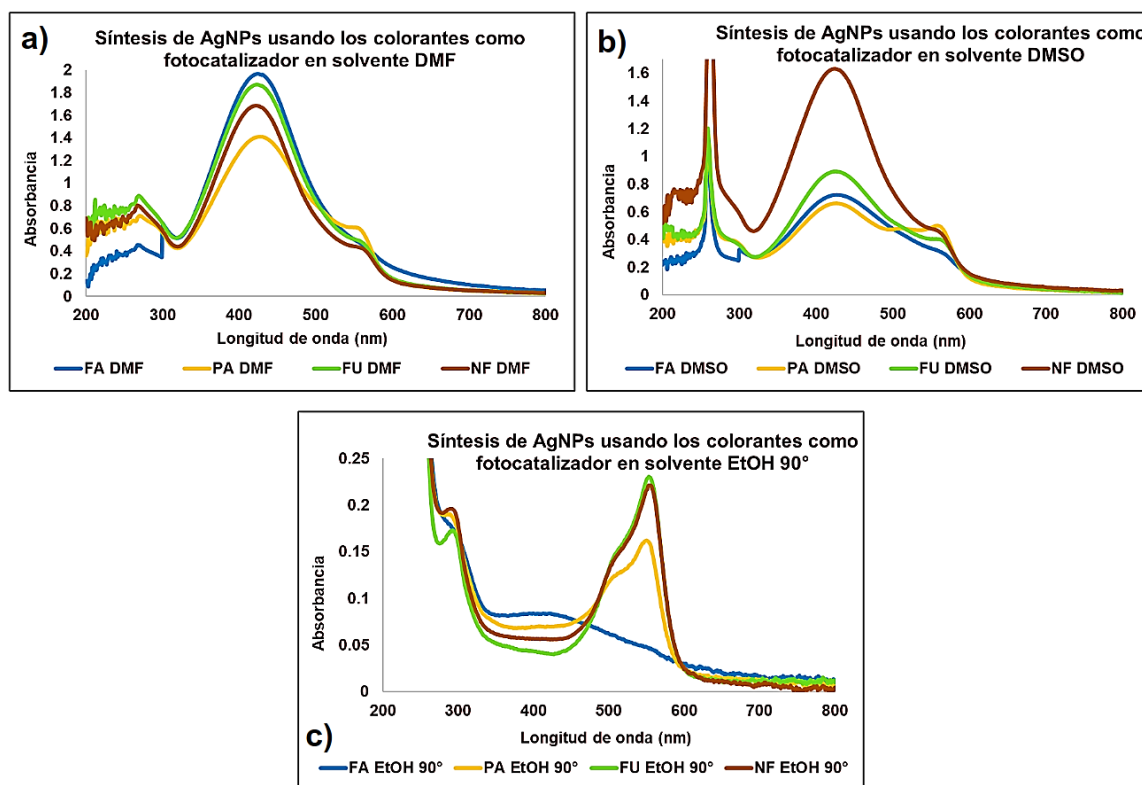 a)
Síntesis de AgNPs usando los colorantes como
fotocatalizador en solvente DMF
Absorbancia
2
1.8
1.6
1.4
1.2
1
0.8
0.6
0.4
0.2
0
200 300 400 500 600 700 800
Longitud de onda (nm)
FA DMF PA DMF FU DMF NF DMF
b)
Síntesis de AgNPs usando los colorantes como
fotocatalizador en solvente DMSO
Absorbancia
1.6
1.4
1.2
1
0.8
0.6
0.4
0.2
0
200 300 400 500 600 700 800
Longitud de onda (nm)
FA DMSO PA DMSO FU DMSO NF DMSO
Síntesis de AgNPs usando los colorantes como
fotocatalizador en solvente EtOH 90°
Absorbancia
0.25
0.2
0.15
0.1
0.05
0
200 300 400 500 600 700 800
Longitud de onda (nm)
c)
FA EtOH 90° PA EtOH 90° FU EtOH 90° NF EtOH 90°